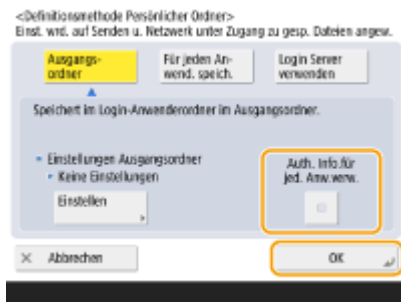 <Definitionsmethode Persönlicher Ordner>
Einst. wrd. auf Senden u. Netzwerk unter Zugang zu gesp. Dateien angew.
Ausgangs-
ordner
Für jeden An-
wend. speich.
Login Server
verwenden
Speichert im Login-Anwenderordner im Ausgangsordner.
Einstellungen Ausgangsordner
Keine Einstellungen
Einstellen
Auth. Info.für
jed. Anw.verw.
Abbrechen
OK